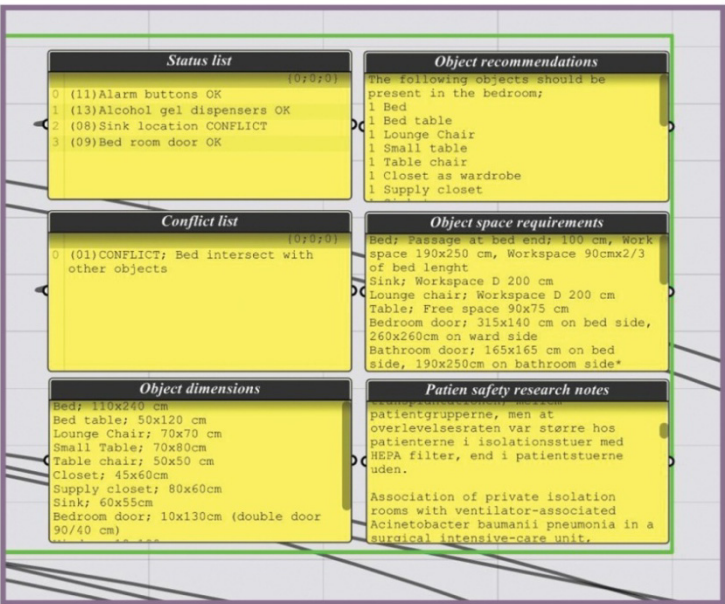 Status list
{0;0;0}
0 (11)Alarm buttons OK
1 (13)Alcohol gel dispensers OK
2 (08)Sink location CONFLICT
3 (09)Bed room door OK
Object recommendations
The following objects should be
present in the bedroom;
1 Bed
1 Bed table
1 Lounge Chair
1 Small table
1 Table chair
1 Closet as wardrobe
1 Supply closet
Conflict list
{0;0;0}
0 (01)CONFLICT; Bed intersect with
other objects
Object space requirements
Bed; Passage at bed end; 100 cm, Work
space 190x250 cm, Workspace 90cmx2/3
of bed lenght
Sink; Workspace D 200 cm
Lounge chair; Workspace D 200 cm
Table; Free space 90x75 cm
Bedroom door; 315x140 cm on bed side,
260x260cm on ward side
Bathroom door; 165x165 cm on bed
side, 190x250cm on bathroom side*
Object dimensions
Bed; 110x240 cm
Bed table; 50x120 cm
Lounge Chair; 70x70 cm
Small Table; 70x80cm
Table chair; 50x50 cm
Closet; 45x60cm
Supply closet; 80x60cm
Sink; 60x55cm
Bedroom door; 10x130cm (double door
90/40 cm)
Patien safety research notes
patientgrupperne, men at
overlevelsesraten var større hos
patienterne i isolationsstuer med
HEPA filter, end i patientstuerne
uden.
Association of private isolation
rooms with ventilator-associated
Acinetobacter baumanii pneumonia in a
surgical intensive-care unit.